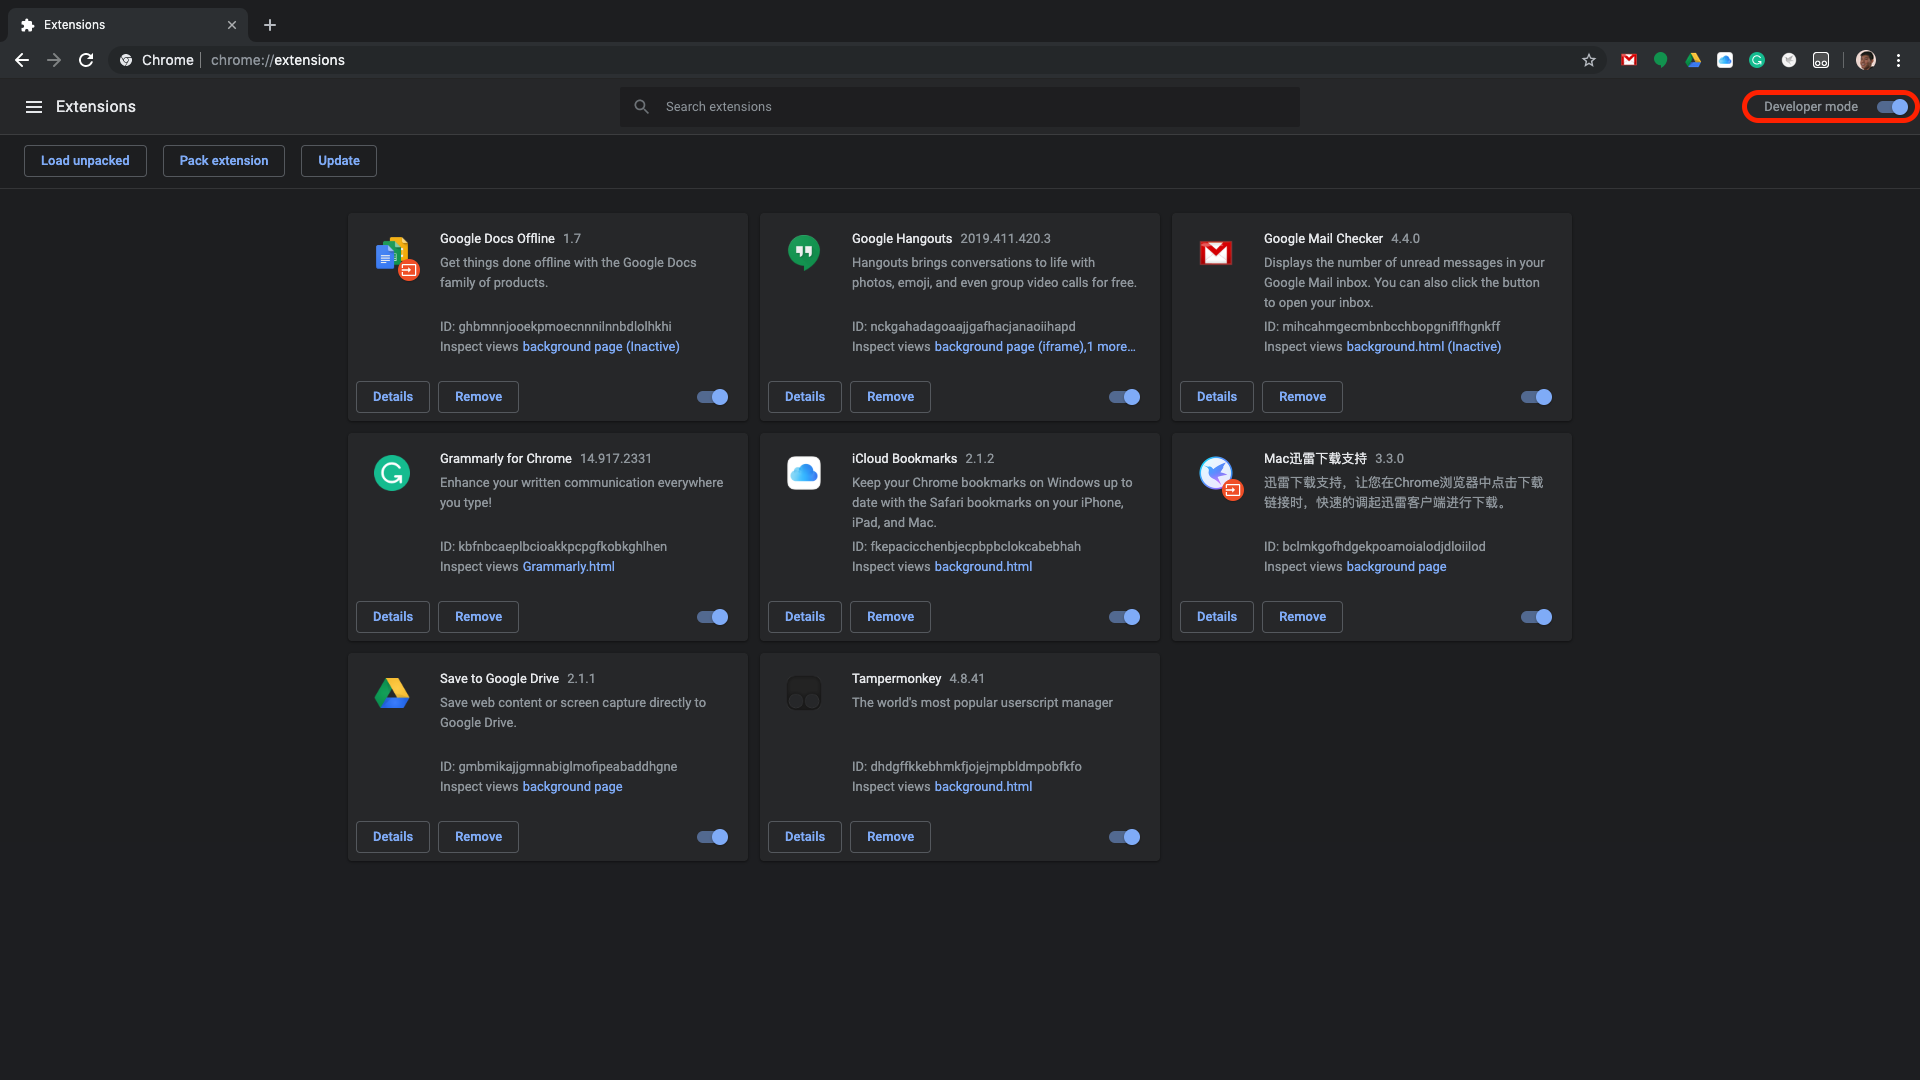 Extensions
Chrome
chrome://extensions
Extensions
Search extensions
Developer mode
Load unpacked
Pack extension
Update
Google Docs Offline 1.7
Get things done offline with the Google Docs
family of products.
ID: ghbmnnjooekpmoecnnnilnnbdlolhkhi
Inspect views background page (Inactive)
Details
Remove
Google Hangouts 2019.411.420.3
Hangouts brings conversations to life with
photos, emoji, and even group video calls for free.
ID: nckgahadagoaajjgafhacjanaoiihapd
Inspect views background page (iframe),1 more...
Details
Remove
Google Mail Checker 4.4.0
Displays the number of unread messages in your
Google Mail inbox. You can also click the button
to open your inbox.
ID: mihcahmgecmbnbcchbopgniflfhgnkff
Inspect views background.html (Inactive)
Details
Remove
Grammarly for Chrome 14.917.2331
Enhance your written communication everywhere
you type!
ID: kbfnbcaeplbcioakkpcpgfkobkghlhen
Inspect views Grammarly.html
Details
Remove
iCloud Bookmarks 2.1.2
Keep your Chrome bookmarks on Windows up to
date with the Safari bookmarks on your iPhone,
iPad, and Mac.
ID: fkepacicchenbjecpbpbclokcabebhah
Inspect views background.html
Details
Remove
Mac迅雷下载支持 3.3.0
迅雷下载支持，让您在Chrome浏览器中点击下载
链接时，快速的调起迅雷客户端进行下载。
ID: bclmkgofhdgekpoamoialodjdloiilod
Inspect views background page
Details
Remove
Save to Google Drive 2.1.1
Save web content or screen capture directly to
Google Drive.
ID: gmbmikajjgmnabiglmofipeabaddhgne
Inspect views background page
Details
Remove
Tampermonkey 4.8.41
The world's most popular userscript manager
ID: dhdgffkkebhmkfjojejmpbldmpobfkfo
Inspect views background.html
Details
Remove